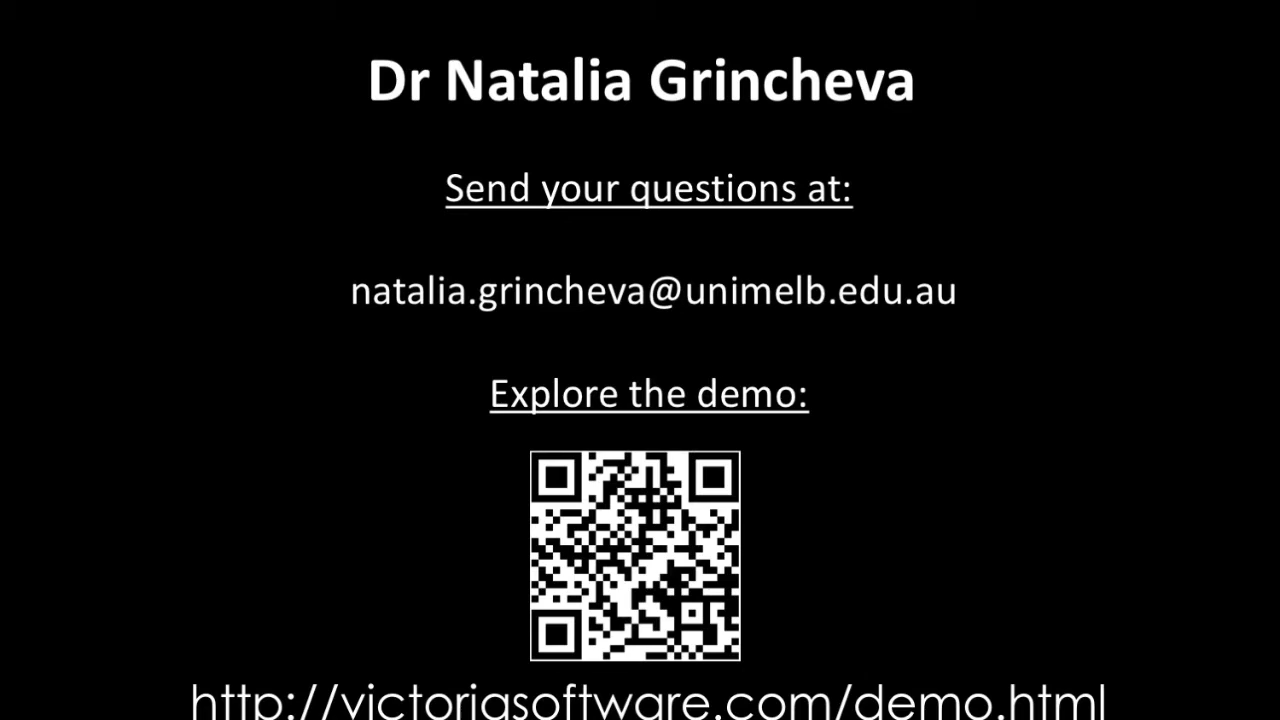 Dr Natalia Grincheva
Send your questions at:
natalia.grincheva@unimelb.edu.au
Explore the demo:
http://victoriasoftware.com/demo.html